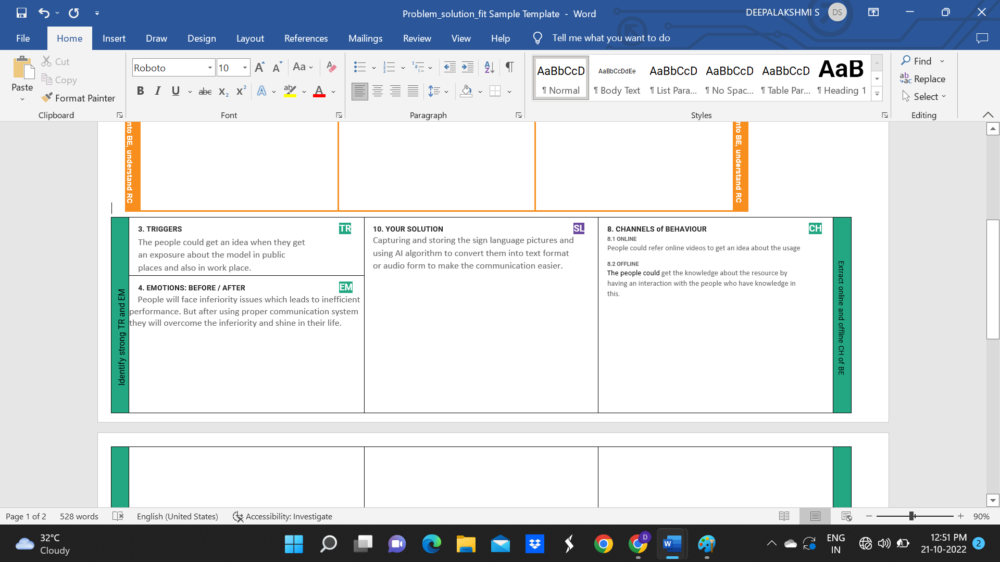 Problem_solution_fit Sample Template - Word
DEEPALAKSHMI S
DS
File
Home
Insert
Draw
Design
Layout
References
Mailings
Review
View
Help
Tell me what you want to do
Paste
Cut
Copy
Format Painter
Clipboard
Roboto
10
Font
Paragraph
AaBbCcD
¶ Normal
AaBbCcDdEe
¶ Body Text
AaBbCcD
¶ List Para...
AaBbCcD
¶ No Spac...
AaBbCcD
¶ Table Par...
AaB
¶ Heading 1
Styles
Find
Replace
Select
Editing
nto BE, understand RC
nto BE, understand RC
Identify strong TR and EM
3. TRIGGERS
TR
The people could get an idea when they get
an exposure about the model in public
places and also in work place.
4. EMOTIONS: BEFORE / AFTER
EM
People will face inferiority issues which leads to inefficient
performance. But after using proper communication system
they will overcome the inferiority and shine in their life.
10. YOUR SOLUTION
SL
Capturing and storing the sign language pictures and
using AI algorithm to convert them into text format
or audio form to make the communication easier.
8. CHANNELS of BEHAVIOUR
CH
8.1 ONLINE
People could refer online videos to get an idea about the usage
8.2 OFFLINE
The people could get the knowledge about the resource by
having an interaction with the people who have knowledge in
this.
Extract online and offline CH of BE
Page 1 of 2
528 words
English (United States)
Accessibility: Investigate
90%
32°C
Cloudy
D
ENG
IN
12:51 PM
21-10-2022
2